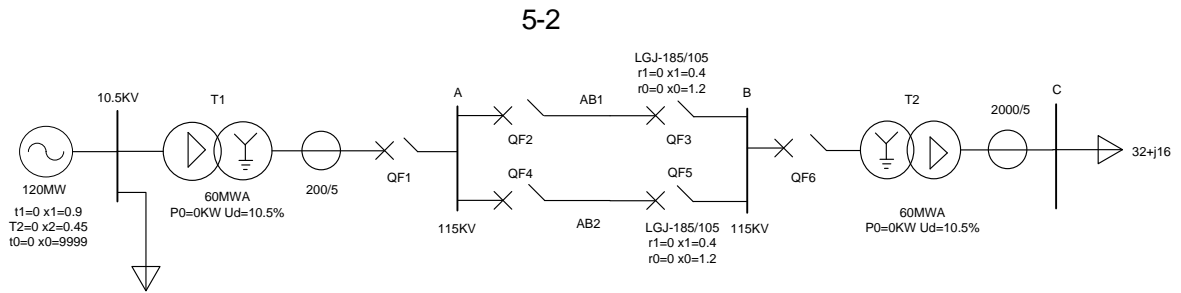 5-2
LGJ-185/105
r1=0 x1=0.4
r0=0 x0=1.2
10.5KV
T1
A
AB1
B
T2
C
2000/5
QF2
QF3
QF1
QF4
QF5
QF6
32+j16
120MW
t1=0 x1=0.9
T2=0 x2=0.45
t0=0 x0=9999
60MWA
P0=0KW Ud=10.5%
200/5
115KV
AB2
LGJ-185/105
r1=0 x1=0.4
r0=0 x0=1.2
115KV
60MWA
P0=0KW Ud=10.5%